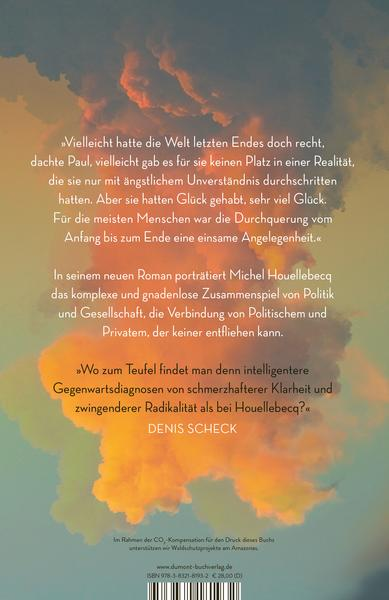 »Vielleicht hatte die Welt letzten Endes doch recht,
dachte Paul, vielleicht gab es für sie keinen Platz in einer Realität,
die sie nur mit ängstlichem Unverständnis durchschritten
hatten. Aber sie hatten Glück gehabt, sehr viel Glück.
Für die meisten Menschen war die Durchquerung vom
Anfang bis zum Ende eine einsame Angelegenheit.«
In seinem neuen Roman porträtiert Michel Houellebecq
das komplexe und gnadenlose Zusammenspiel von Politik
und Gesellschaft, die Verbindung von Politischem und
Privatem, der keiner entfliehen kann.
»Wo zum Teufel findet man denn intelligentere
Gegenwartsdiagnosen von schmerzhafterer Klarheit und
zwingenderer Radikalität als bei Houellebecq?«
DENIS SCHECK
Im Rahmen der CO₂-Kompensation für den Druck dieses Buchs
unterstützen wir Waldschutzprojekte am Amazonas.
www.dumont-buchverlag.de
ISBN 978-3-8321-8193-2 € 28,00 (D)